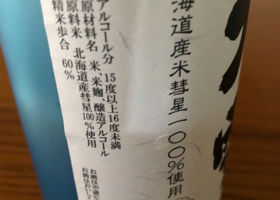 海道産米彗星一〇〇%使用
アルコール分 15度以上16度未満
原材料名 米、米麹、醸造アルコール
原料米 北海道産彗星100%使用
精米歩合 60%